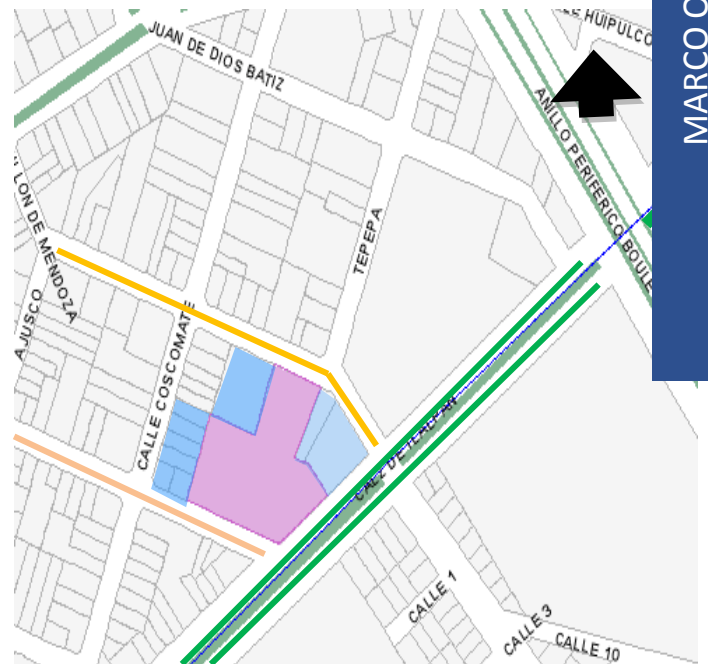 JUAN DE DIOS BATIZ
HUIPULCO
MARCO
ANILLO PERIFERICO BOULE
LON DE MENDOZA
TEPEPA
AJUSCO
CALLE COSCOMATE
CALZ DE TLALPAN
CALLE 1
CALLE 3
CALLE 10